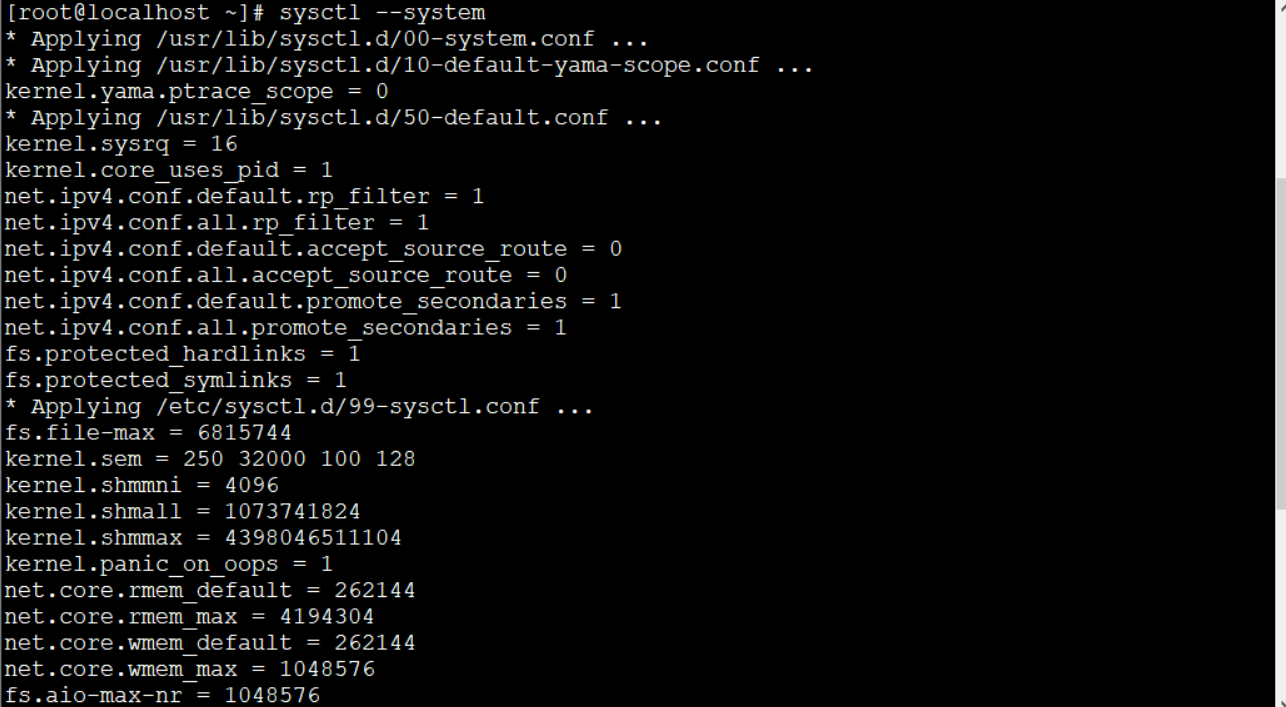 [root@localhost ~]# sysctl --system
* Applying /usr/lib/sysctl.d/00-system.conf ...
* Applying /usr/lib/sysctl.d/10-default-yama-scope.conf ...
kernel.yama.ptrace_scope = 0
* Applying /usr/lib/sysctl.d/50-default.conf ...
kernel.sysrq = 16
kernel.core_uses_pid = 1
net.ipv4.conf.default.rp_filter = 1
net.ipv4.conf.all.rp_filter = 1
net.ipv4.conf.default.accept_source_route = 0
net.ipv4.conf.all.accept_source_route = 0
net.ipv4.conf.default.promote_secondaries = 1
net.ipv4.conf.all.promote_secondaries = 1
fs.protected_hardlinks = 1
fs.protected_symlinks = 1
* Applying /etc/sysctl.d/99-sysctl.conf ...
fs.file-max = 6815744
kernel.sem = 250 32000 100 128
kernel.shmmni = 4096
kernel.shmall = 1073741824
kernel.shmmax = 4398046511104
kernel.panic_on_oops = 1
net.core.rmem_default = 262144
net.core.rmem_max = 4194304
net.core.wmem_default = 262144
net.core.wmem_max = 1048576
fs.aio-max-nr = 1048576